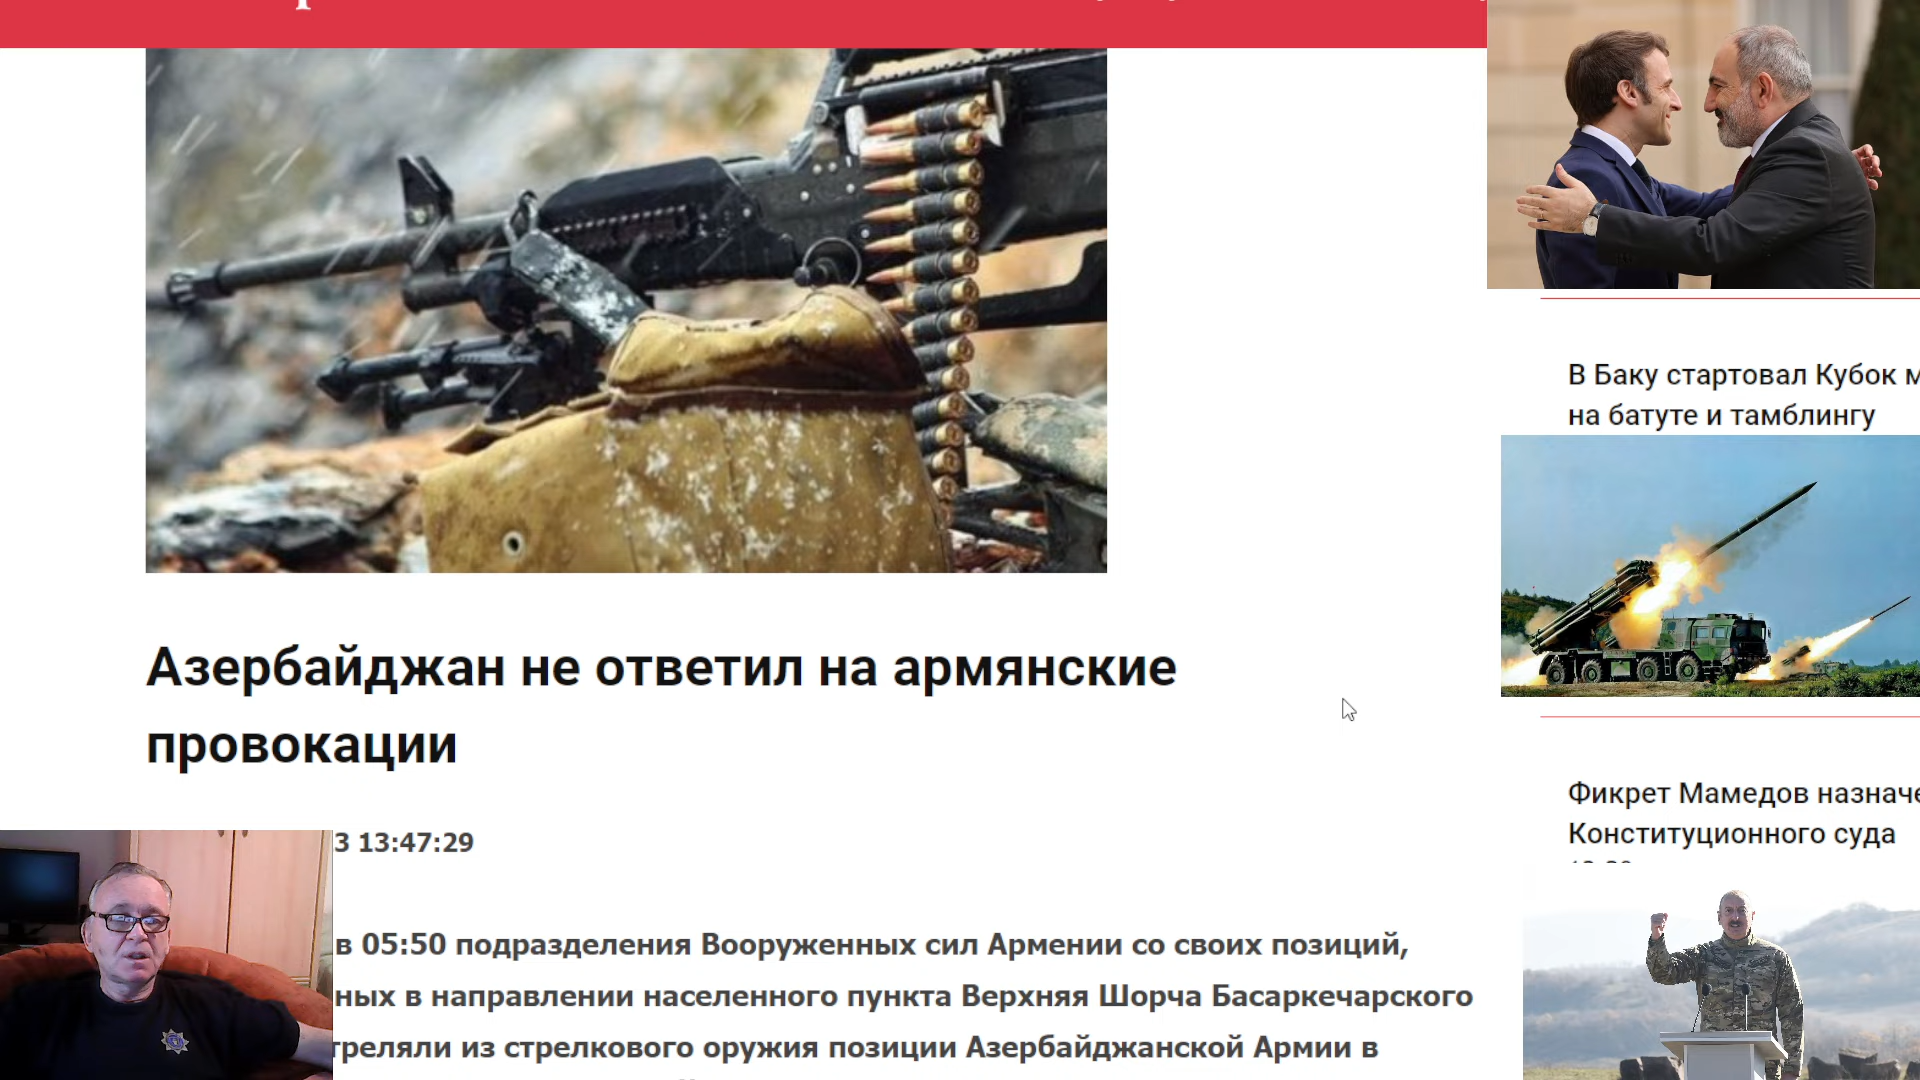 Азербайджан не ответил на армянские
провокации
3 13:47:29
в 05:50 подразделения Вооруженных сил Армении со своих позиций,
ных в направлении населенного пункта Верхняя Шорча Басаркечарского
треляли из стрелкового оружия позиции Азербайджанской Армии в
В Баку стартовал Кубок м
на батуте и тамблингу
Фикрет Мамедов назначе
Конституционного суда